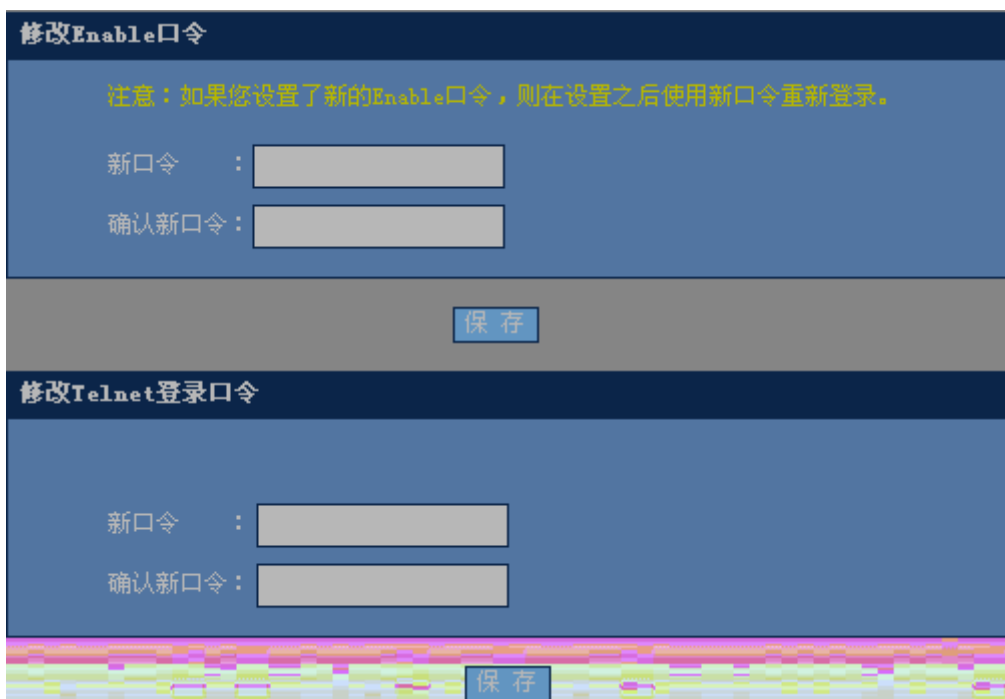 修改Enable口令
注意：如果您设置了新的Enable口令，则在设置之后使用新口令重新登录。
新口令 ：
确认新口令：
保 存
修改Telnet登录口令
新口令 ：
确认新口令：
保 存